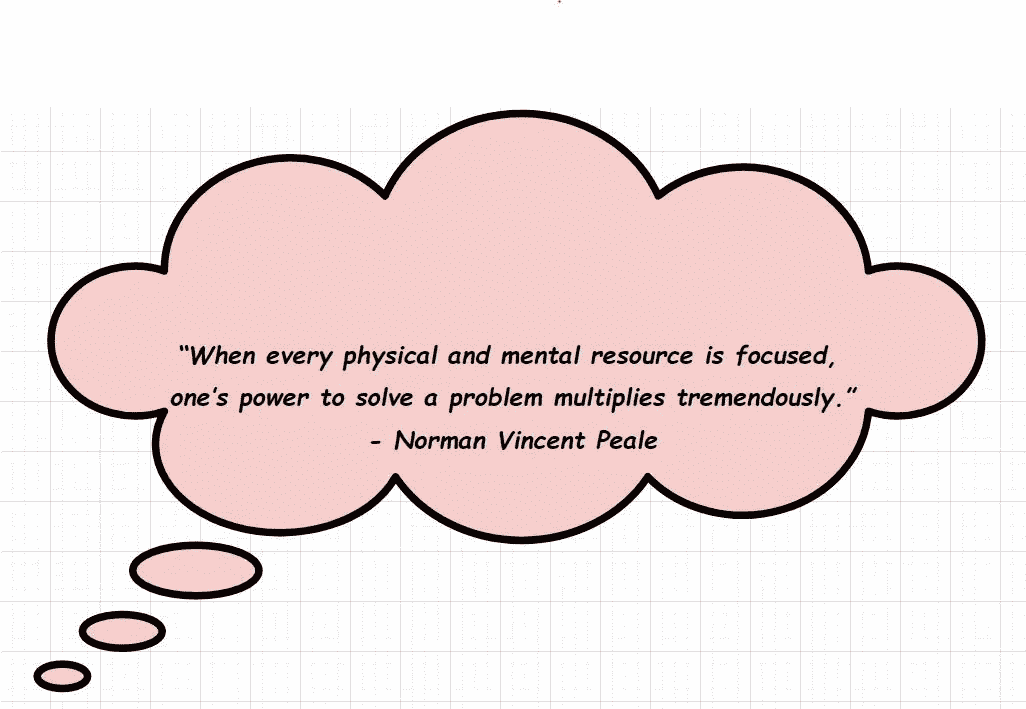 “When every physical and mental resource is focused,
one's power to solve a problem multiplies tremendously.”
- Norman Vincent Peale